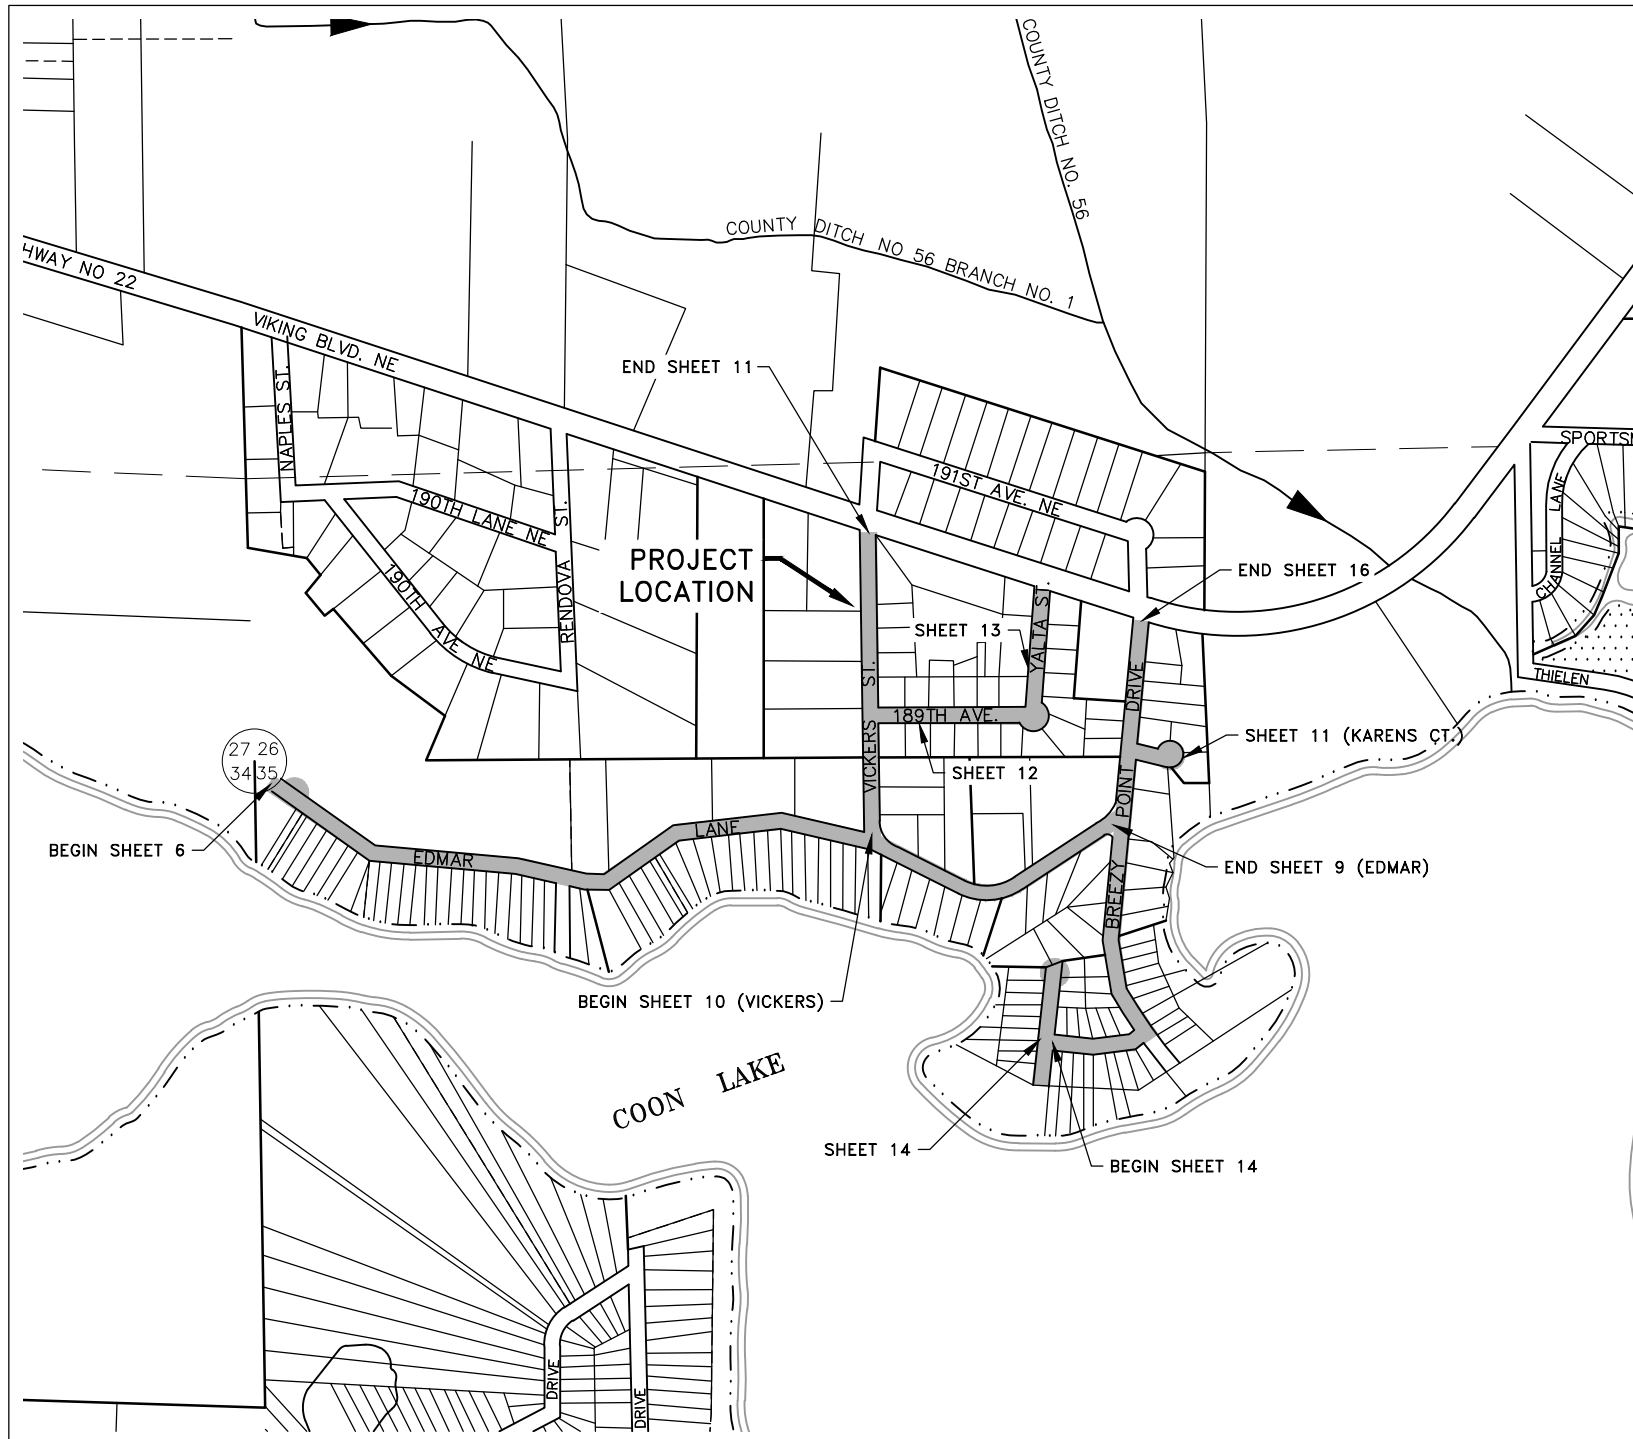 COUNTY DITCH NO. 56
COUNTY DITCH NO 56 BRANCH NO. 1
HWAY NO 22
VIKING BLVD. NE
END SHEET 11
NAPLES ST.
190TH LANE NE
190TH AVE NE
RENDOVA ST.
191ST AVE. NE
SPORTSM
CHANNEL LANE
THIELEN
PROJECT
LOCATION
END SHEET 16
SHEET 13
YALTA ST
VICKERS ST.
189TH AVE.
SHEET 12
BREEZY POINT DRIVE
SHEET 11 (KARENS CT.)
27 26
34 35
BEGIN SHEET 6
EDMAR LANE
END SHEET 9 (EDMAR)
BEGIN SHEET 10 (VICKERS)
COON LAKE
SHEET 14
BEGIN SHEET 14
DRIVE
DRIVE